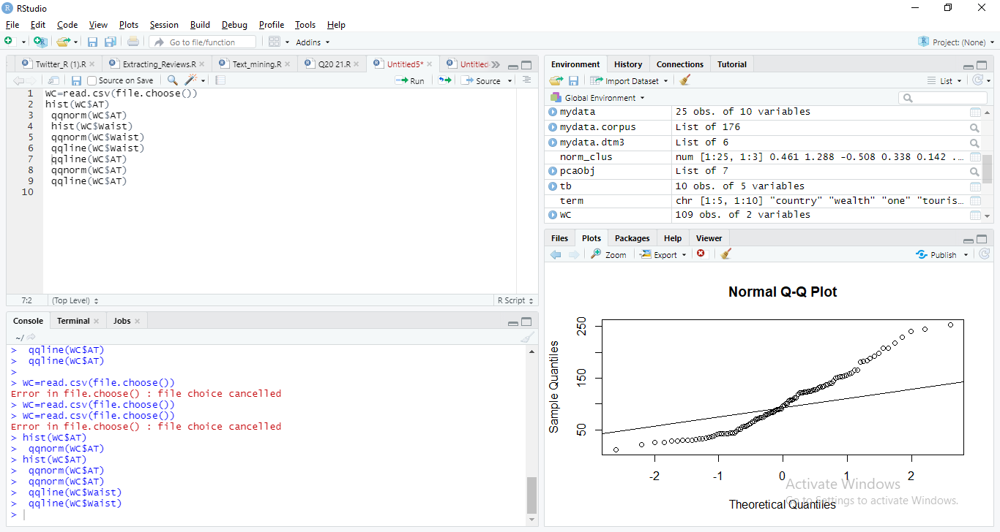 RStudio
File Edit Code View Plots Session Build Debug Profile Tools Help
Go to file/function Addins Project: (None)
Twitter_R (1).R Extracting_Reviews.R Text_mining.R Q20 21.R Untitled5* Untitled
Source on Save Run Source
1 WC=read.csv(file.choose())
2 hist(WC$AT)
3 qqnorm(WC$AT)
4 hist(WC$Waist)
5 qqnorm(WC$Waist)
6 qqline(WC$Waist)
7 qqline(WC$AT)
8 qqnorm(WC$AT)
9 qqline(WC$AT)
10
7:2 (Top Level) R Script
Console Terminal Jobs
~/
> qqline(WC$AT)
> qqline(WC$AT)
>
> WC=read.csv(file.choose())
Error in file.choose() : file choice cancelled
> WC=read.csv(file.choose())
> WC=read.csv(file.choose())
Error in file.choose() : file choice cancelled
> hist(WC$AT)
> qqnorm(WC$AT)
> hist(WC$AT)
> qqnorm(WC$AT)
> qqnorm(WC$AT)
> qqline(WC$Waist)
> qqline(WC$Waist)
>
Environment History Connections Tutorial
Import Dataset List
Global Environment
mydata 25 obs. of 10 variables
mydata.corpus List of 176
mydata.dtm3 List of 6
norm_clus num [1:25, 1:3] 0.461 1.288 -0.508 0.338 0.142 ...
pcaObj List of 7
tb 10 obs. of 5 variables
term chr [1:5, 1:10] "country" "wealth" "one" "touris...
WC 109 obs. of 2 variables
Files Plots Packages Help Viewer
Zoom Export Publish
Normal Q-Q Plot
Sample Quantiles
250
150
50
-2 -1 0 1 2
Theoretical Quantiles
Activate Windows
Go to Settings to activate Windows.